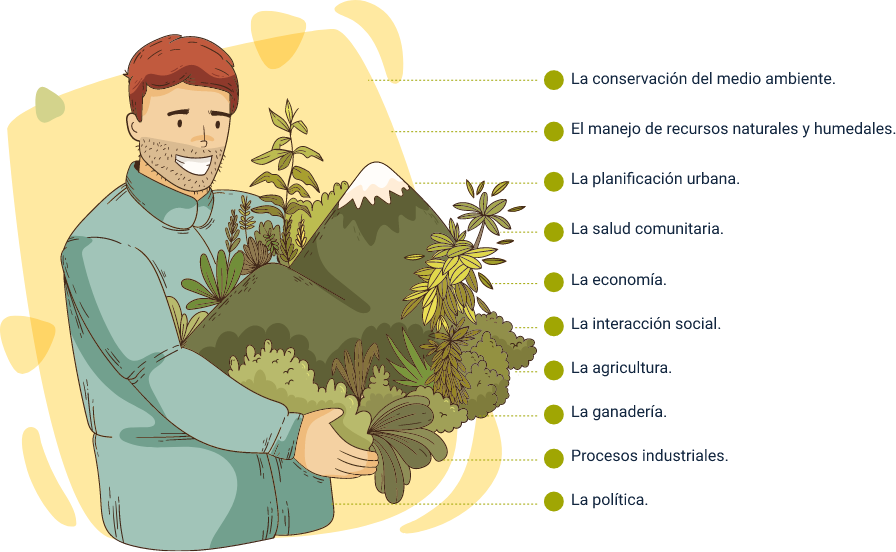 La conservación del medio ambiente.
El manejo de recursos naturales y humedales.
La planificación urbana.
La salud comunitaria.
La economía.
La interacción social.
La agricultura.
La ganadería.
Procesos industriales.
La política.